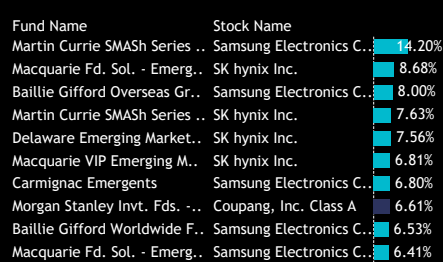 Fund Name Stock Name
Martin Currie SMASh Series .. Samsung Electronics C.. 14.20%
Macquarie Fd. Sol. - Emerg.. SK hynix Inc. 8.68%
Baillie Gifford Overseas Gr.. Samsung Electronics C.. 8.00%
Martin Currie SMASh Series .. SK hynix Inc. 7.63%
Delaware Emerging Market.. SK hynix Inc. 7.56%
Macquarie VIP Emerging M.. SK hynix Inc. 6.81%
Carmignac Emergents Samsung Electronics C.. 6.80%
Morgan Stanley Invt. Fds. -.. Coupang, Inc. Class A 6.61%
Baillie Gifford Worldwide F.. Samsung Electronics C.. 6.53%
Macquarie Fd. Sol. - Emerg.. Samsung Electronics C.. 6.41%